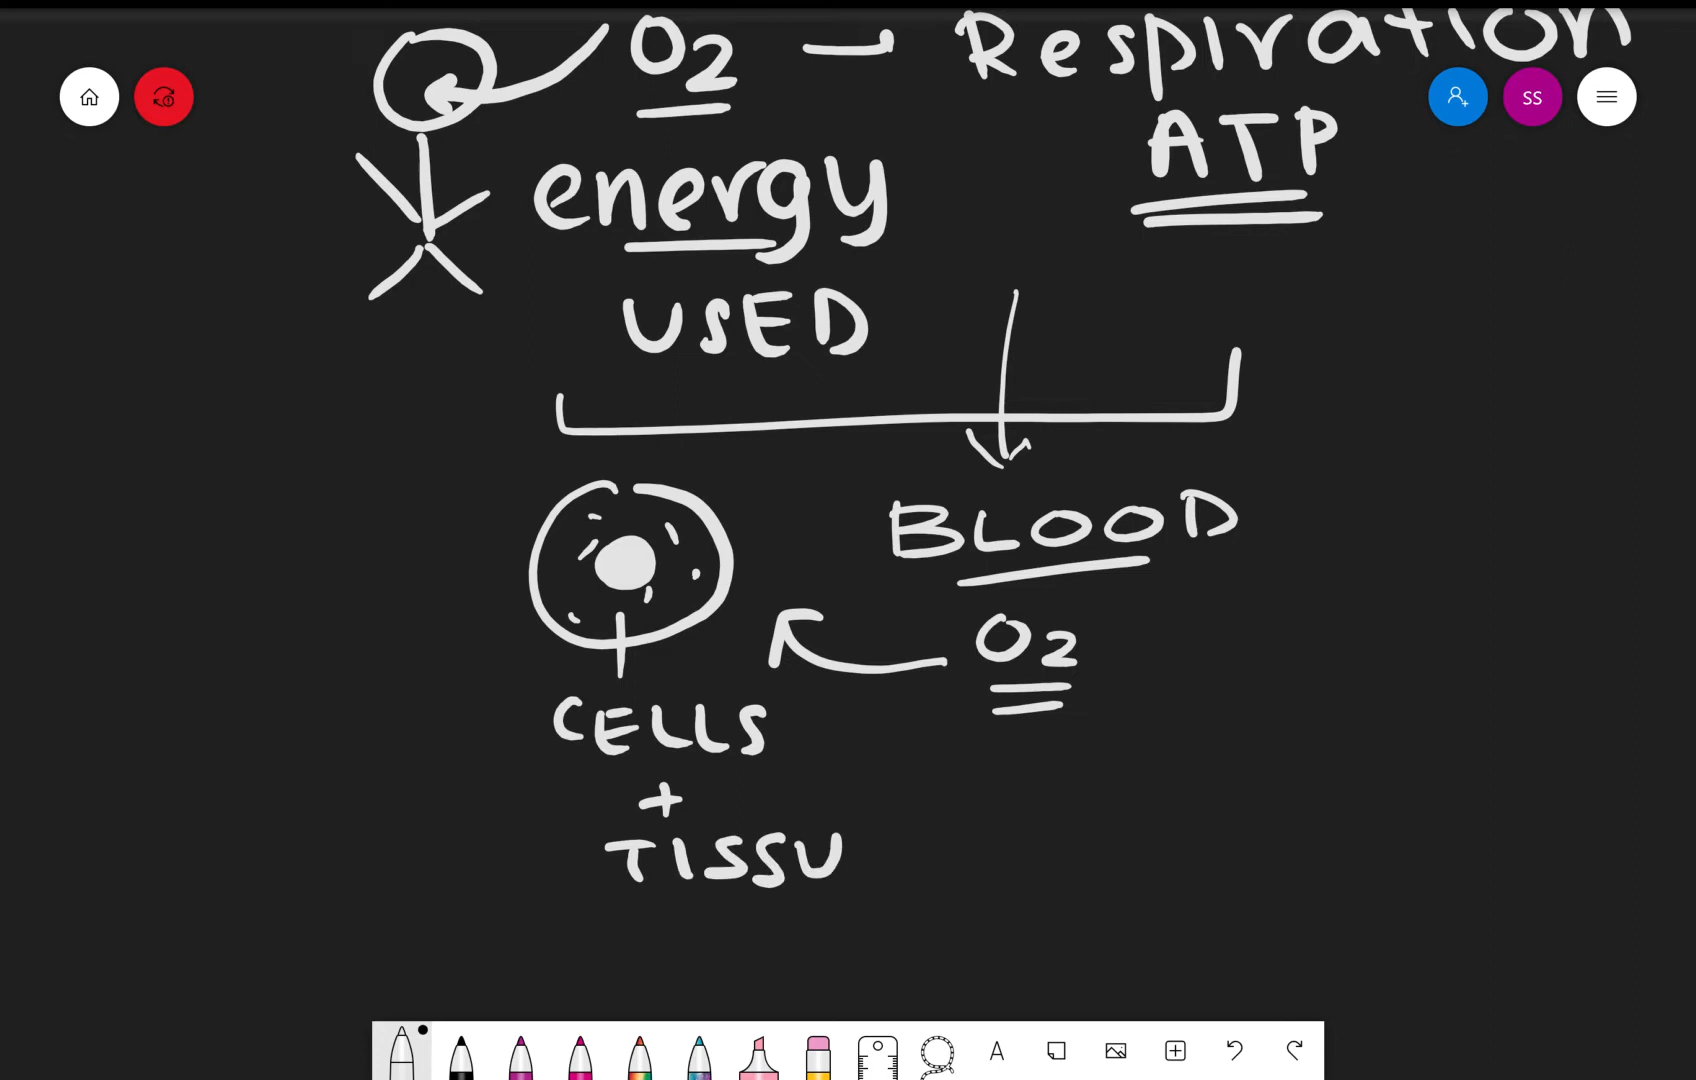 O2 → Respiration
SS
ATP
energy
USED
BLOOD
O2
CELLS
+
TISSU
A